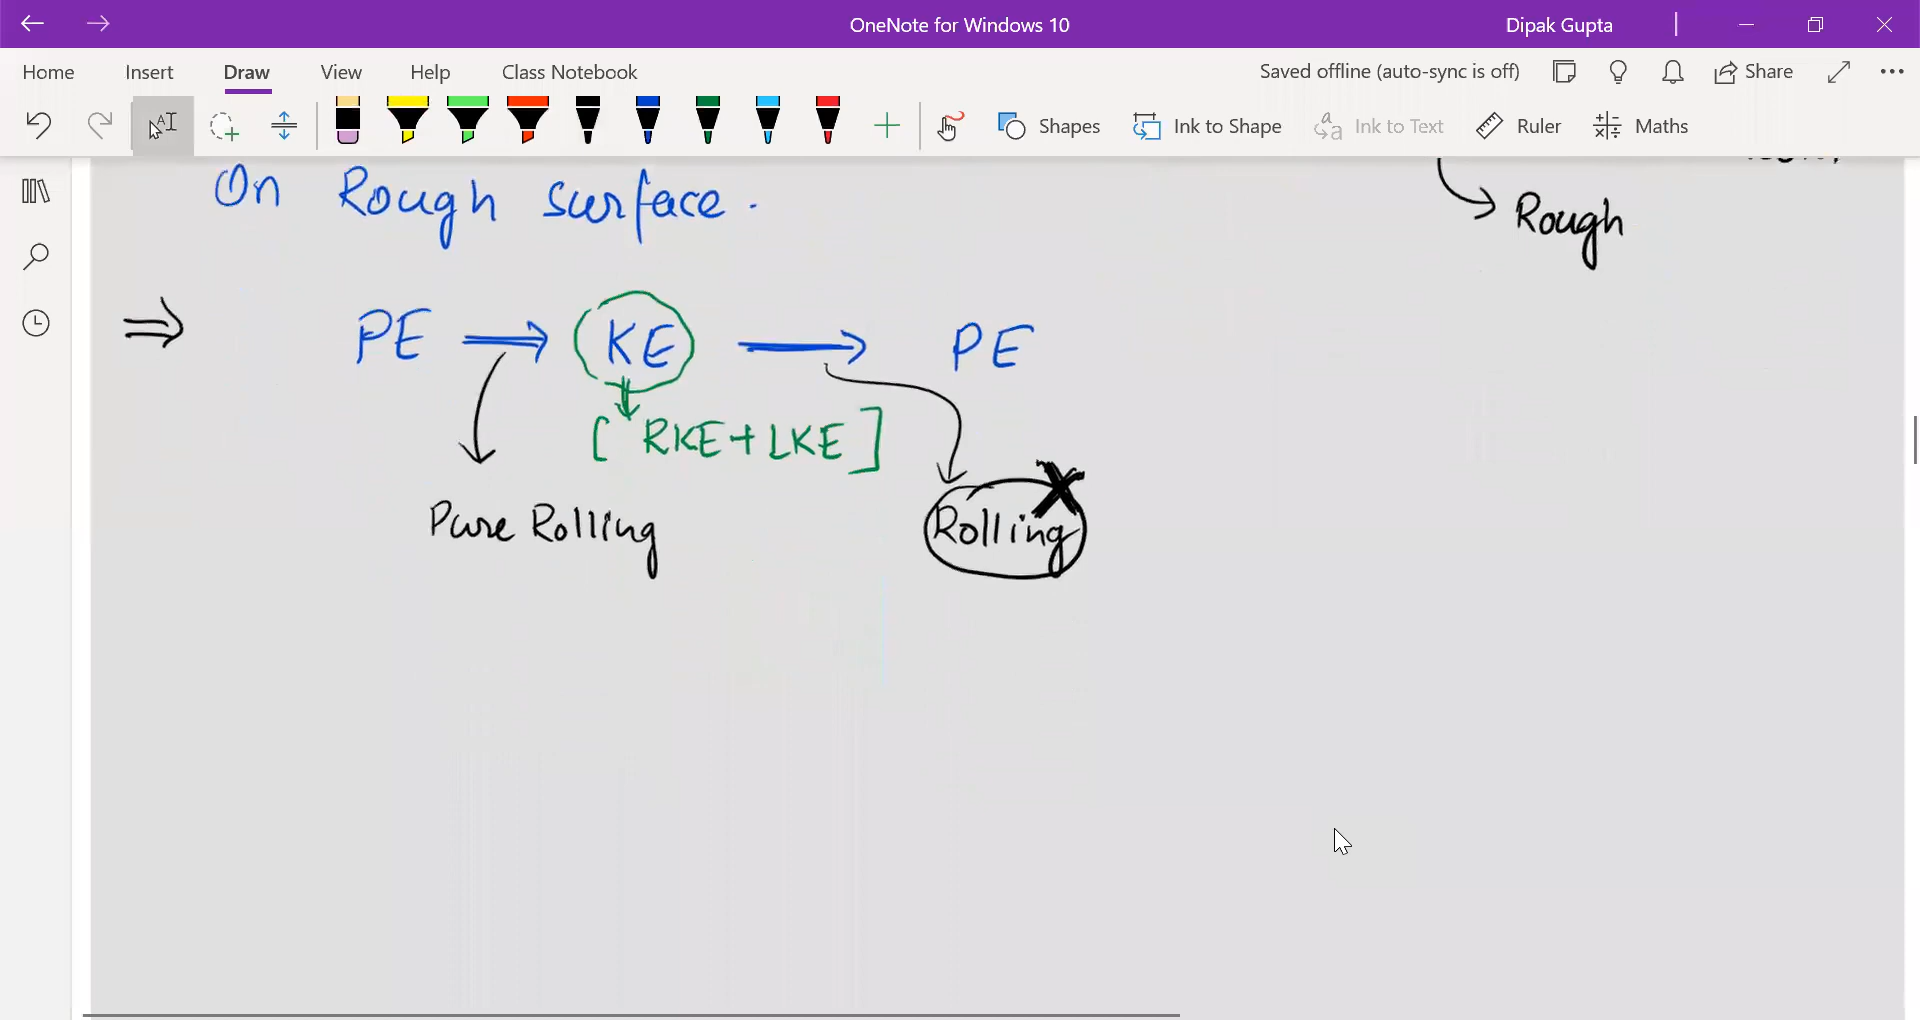 OneNote for Windows 10
Dipak Gupta
Home Insert Draw View Help Class Notebook
Saved offline (auto-sync is off) Share
Shapes Ink to Shape Ink to Text Ruler Maths
On Rough surface.
Rough
⇒ PE ⇒ KE → PE
[RKE+LKE]
Pure Rolling
Rolling